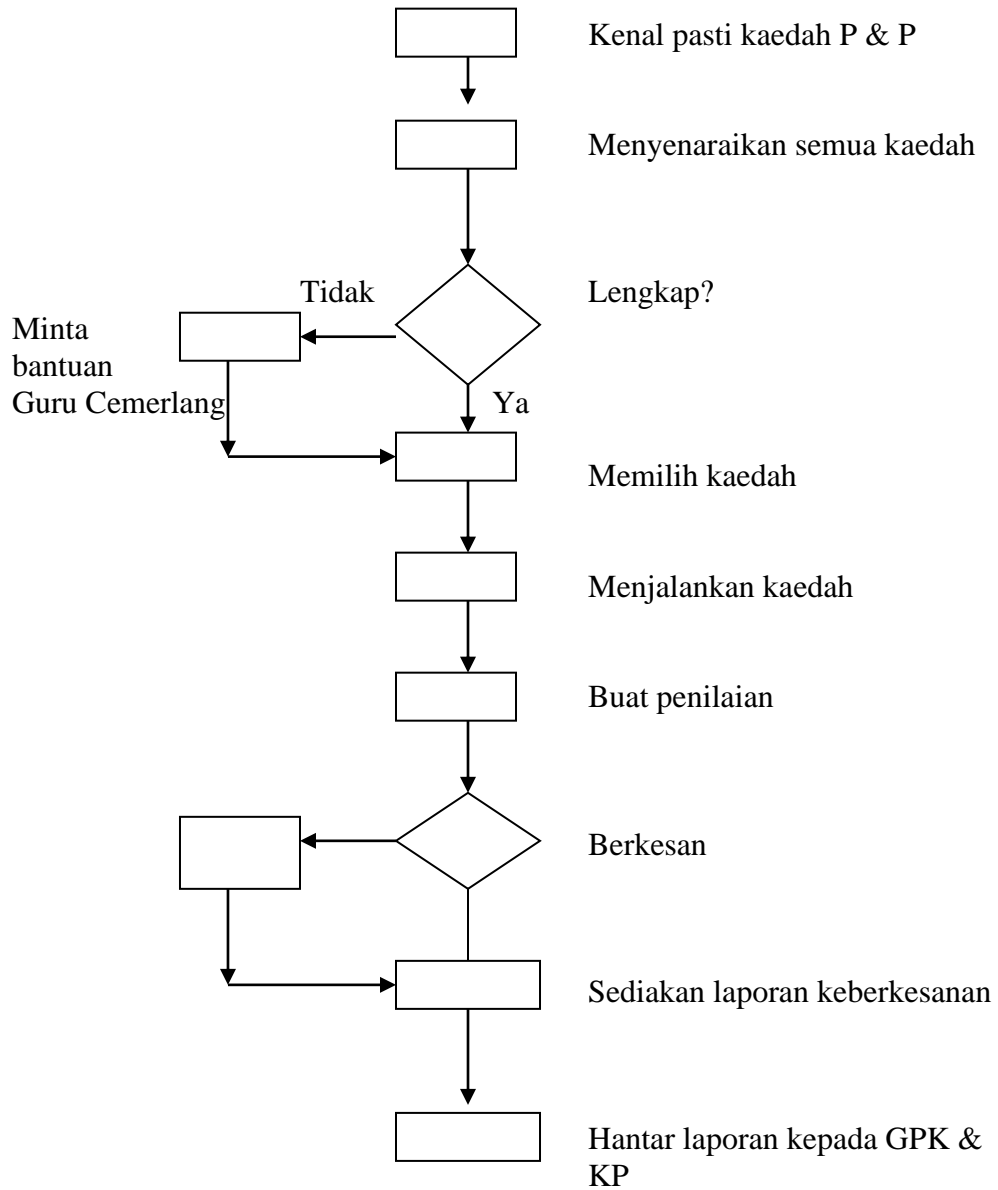 Kenal pasti kaedah P & P
Menyenaraikan semua kaedah
Lengkap?
Tidak
Minta
bantuan
Guru Cemerlang
Ya
Memilih kaedah
Menjalankan kaedah
Buat penilaian
Berkesan
Sediakan laporan keberkesanan
Hantar laporan kepada GPK &
KP